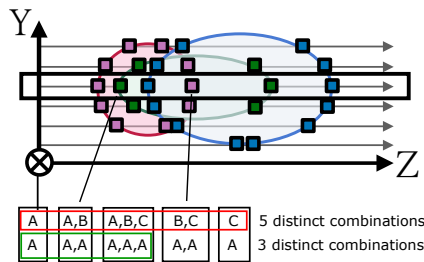 Y
Z
A A,B A,B,C B,C C 5 distinct combinations
A A,A A,A,A A,A A 3 distinct combinations